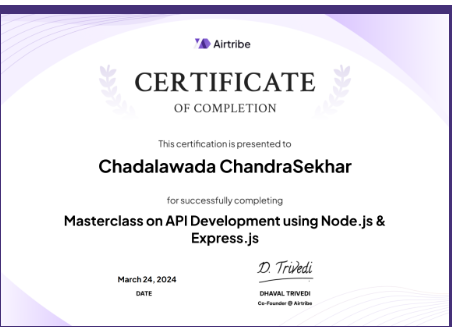 Airtribe
CERTIFICATE
OF COMPLETION
This certification is presented to
Chadalawada ChandraSekhar
for successfully completing
Masterclass on API Development using Node.js &
Express.js
D. Trivedi
March 24, 2024
DATE
DHAVAL TRIVEDI
Co-Founder @ Airtribe